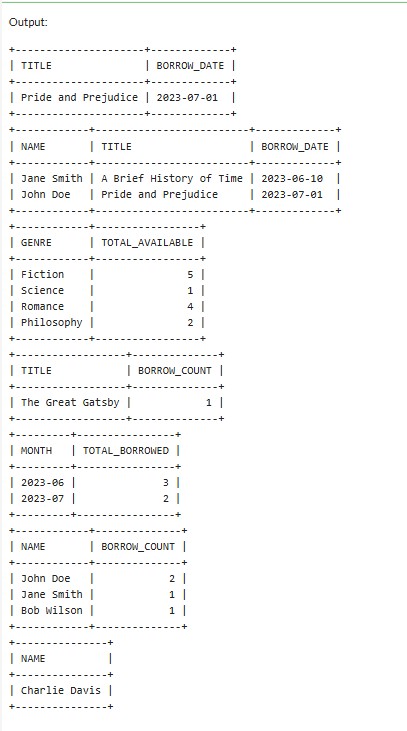 Output:
+---------------------+-------------+
| TITLE               | BORROW_DATE |
+---------------------+-------------+
| Pride and Prejudice | 2023-07-01  |
+---------------------+-------------+
+------------+-------------------------+-------------+
| NAME       | TITLE                   | BORROW_DATE |
+------------+-------------------------+-------------+
| Jane Smith | A Brief History of Time | 2023-06-10  |
| John Doe   | Pride and Prejudice     | 2023-07-01  |
+------------+-------------------------+-------------+
+------------+-----------------+
| GENRE      | TOTAL_AVAILABLE |
+------------+-----------------+
| Fiction    |               5 |
| Science    |               1 |
| Romance    |               4 |
| Philosophy |               2 |
+------------+-----------------+
+------------------+--------------+
| TITLE            | BORROW_COUNT |
+------------------+--------------+
| The Great Gatsby |            1 |
+------------------+--------------+
+---------+----------------+
| MONTH   | TOTAL_BORROWED |
+---------+----------------+
| 2023-06 |              3 |
| 2023-07 |              2 |
+---------+----------------+
+------------+--------------+
| NAME       | BORROW_COUNT |
+------------+--------------+
| John Doe   |            2 |
| Jane Smith |            1 |
| Bob Wilson |            1 |
+------------+--------------+
+---------------+
| NAME          |
+---------------+
| Charlie Davis |
+---------------+